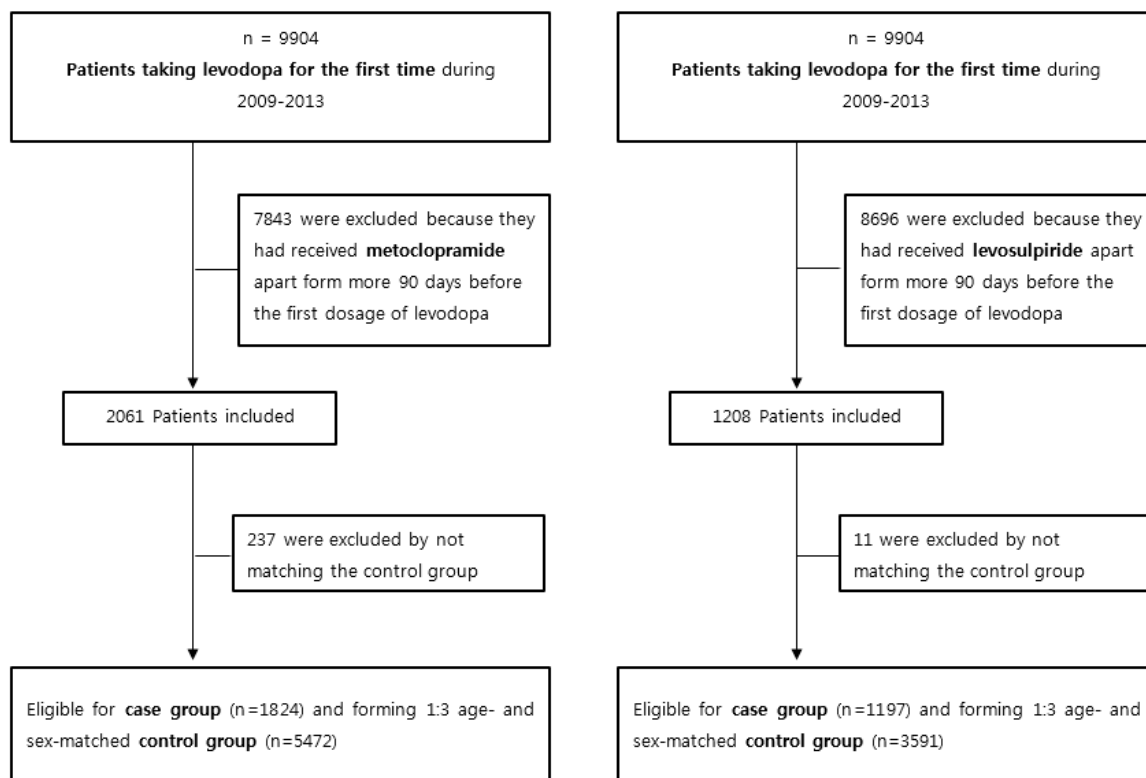 n = 9904
Patients taking levodopa for the first time during
2009-2013
7843 were excluded because they
had received metoclopramide
apart form more 90 days before
the first dosage of levodopa
2061 Patients included
237 were excluded by not
matching the control group
Eligible for case group (n=1824) and forming 1:3 age- and
sex-matched control group (n=5472)
n = 9904
Patients taking levodopa for the first time during
2009-2013
8696 were excluded because they
had received levosulpiride apart
form more 90 days before the
first dosage of levodopa
1208 Patients included
11 were excluded by not
matching the control group
Eligible for case group (n=1197) and forming 1:3 age- and
sex-matched control group (n=3591)